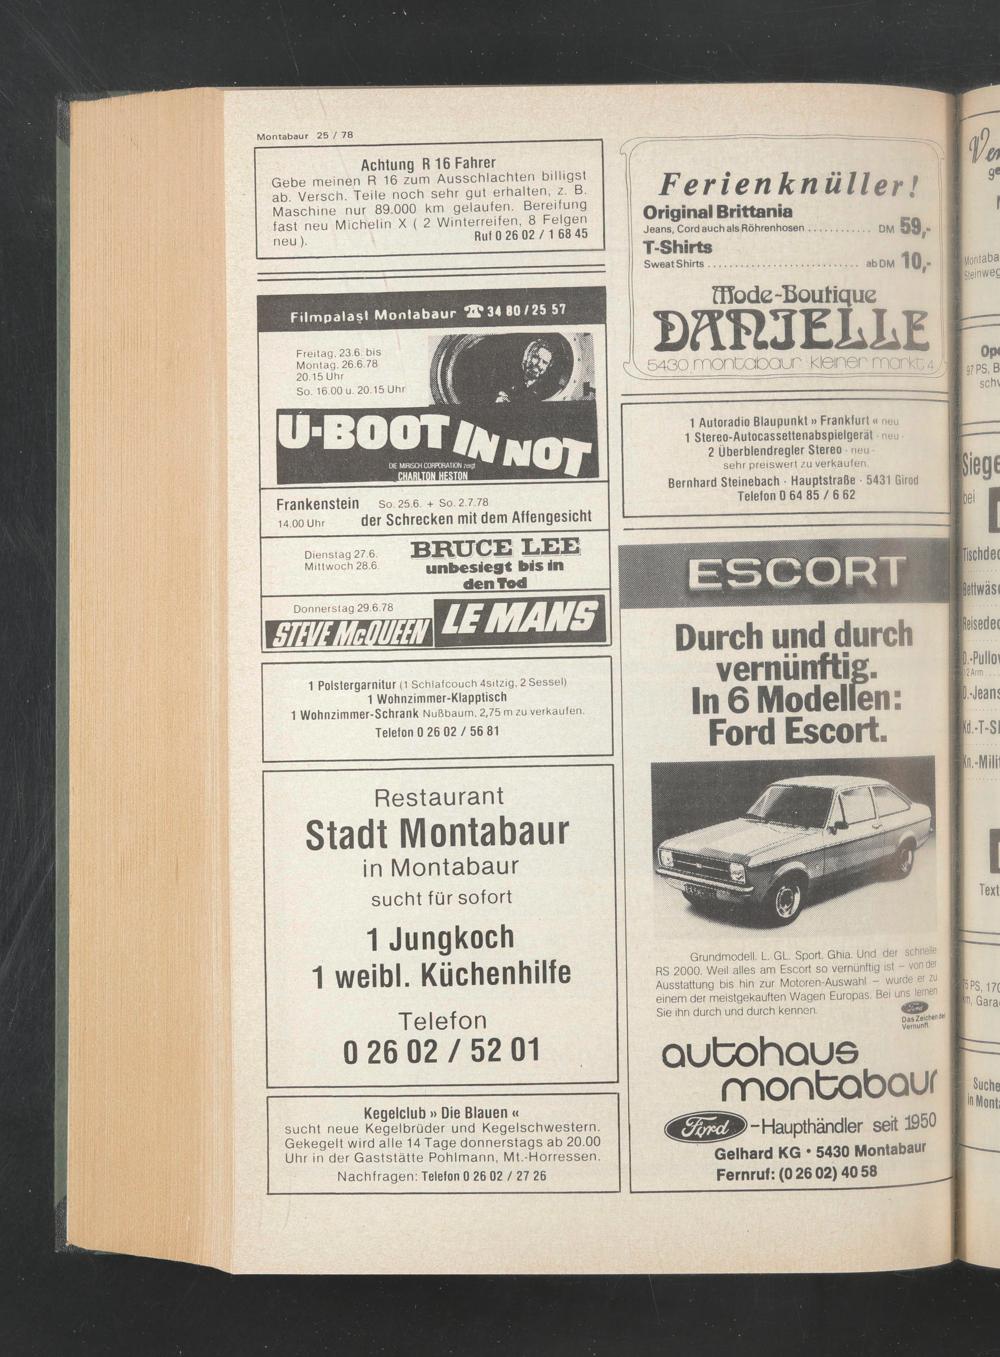 Montabaur 25 / 78
Achtung R 16 Fahrer
Gebe meinen R 16 zum Ausschlachten billigst
ab. Versch. Teile noch sehr gut erhalten, z. B.
Maschine nur 89.000 km gelaufen. Bereifung
fast neu Michelin X ( 2 Winterreifen, 8 Felgen
neu ).
Ruf 0 26 02 / 1 68 45
Filmpalast Montabaur ☎ 34 80 / 25 57
Freitag, 23.6. bis
Montag, 26.6.78
20.15 Uhr
So. 16.00 u. 20.15 Uhr
U-BOOT IN NOT
DIE MIRISCH CORPORATION zeigt
CHARLTON HESTON
Frankenstein So. 25.6. + So. 2.7.78
14.00 Uhr der Schrecken mit dem Affengesicht
Dienstag 27.6.
Mittwoch 28.6.
BRUCE LEE
unbesiegt bis in
den Tod
Donnerstag 29.6.78
STEVE McQUEEN
LE MANS
1 Polstergarnitur (1 Schlafcouch 4sitzig, 2 Sessel)
1 Wohnzimmer-Klapptisch
1 Wohnzimmer-Schrank Nußbaum, 2,75 m zu verkaufen.
Telefon 0 26 02 / 56 81
Restaurant
Stadt Montabaur
in Montabaur
sucht für sofort
1 Jungkoch
1 weibl. Küchenhilfe
Telefon
0 26 02 / 52 01
Kegelclub » Die Blauen «
sucht neue Kegelbrüder und Kegelschwestern.
Gekegelt wird alle 14 Tage donnerstags ab 20.00
Uhr in der Gaststätte Pohlmann, Mt.-Horressen.
Nachfragen: Telefon 0 26 02 / 27 26
Ferienknüller!
Original Brittania
Jeans, Cord auch als Röhrenhosen ............ DM 59,-
T-Shirts
Sweat Shirts ............................ ab DM 10,-
Mode-Boutique
DANIELLE
5430 montabaur kleiner markt 4
1 Autoradio Blaupunkt » Frankfurt « neu
1 Stereo-Autocassettenabspielgerät - neu -
2 Überblendregler Stereo - neu -
sehr preiswert zu verkaufen.
Bernhard Steinebach · Hauptstraße · 5431 Girod
Telefon 0 64 85 / 6 62
ESCORT
Durch und durch
vernünftig.
In 6 Modellen:
Ford Escort.
Grundmodell. L. GL. Sport. Ghia. Und der schnelle
RS 2000. Weil alles am Escort so vernünftig ist – von der
Ausstattung bis hin zur Motoren-Auswahl – wurde er zu
einem der meistgekauften Wagen Europas. Bei uns lernen
Sie ihn durch und durch kennen.
Ford
Das Zeichen der
Vernunft.
autohaus
montabaur
Ford -Haupthändler seit 1950
Gelhard KG • 5430 Montabaur
Fernruf: (0 26 02) 40 58
Siege
bei
Suche